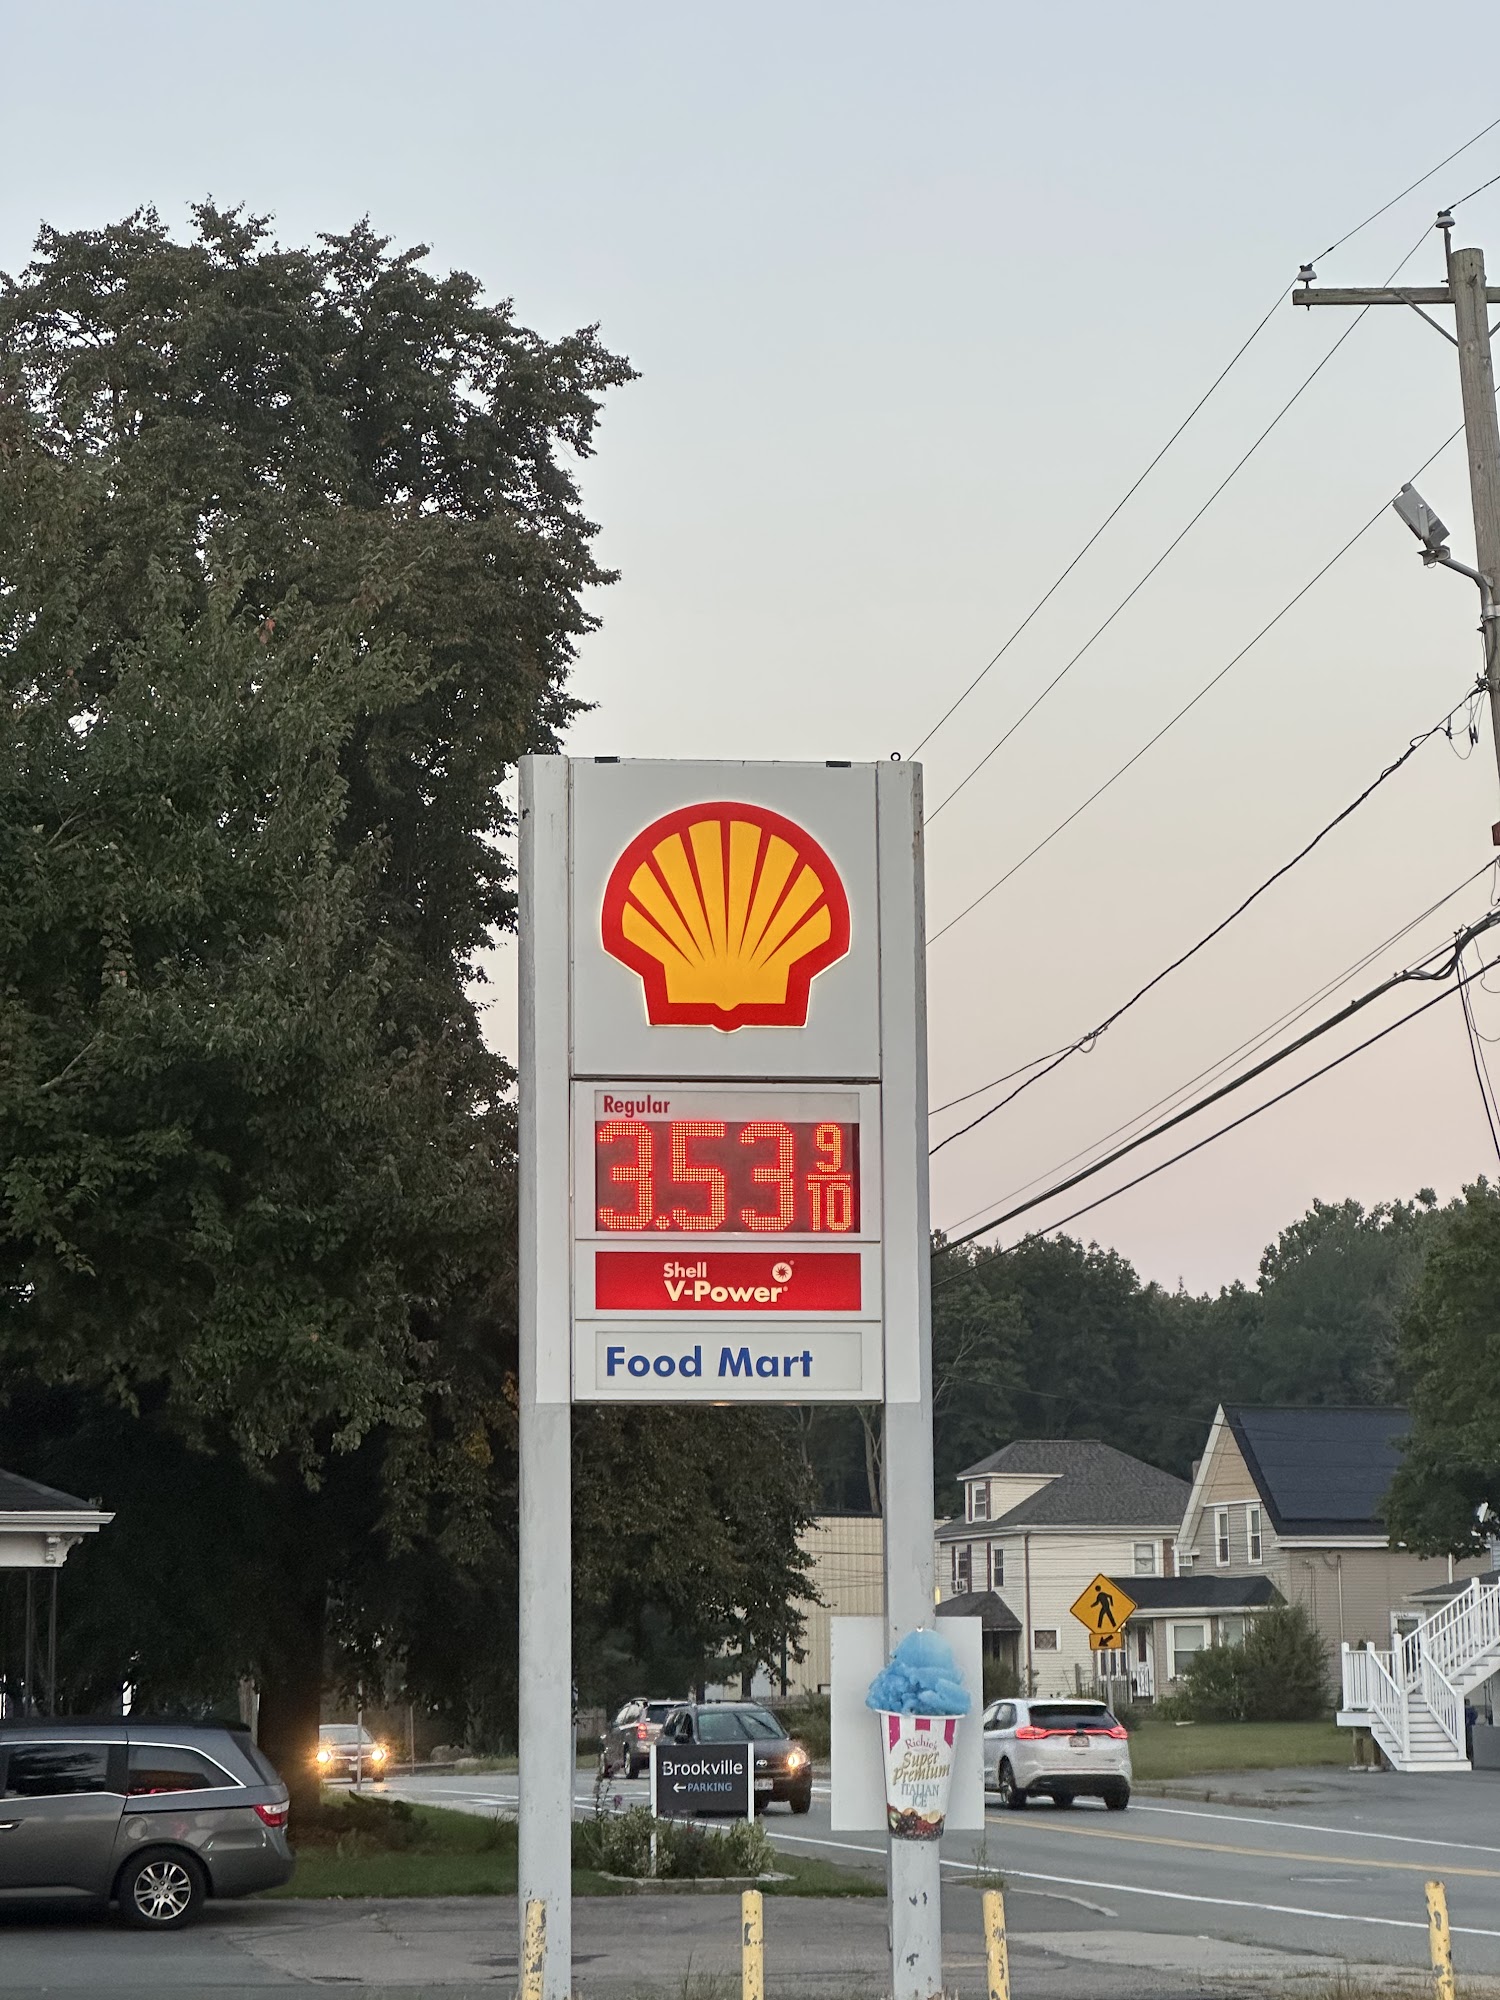 Regular
3.53 9/10
Shell
V-Power
Food Mart
Brookville
←PARKING
Richie's
Super
Premium
ITALIAN
ICE